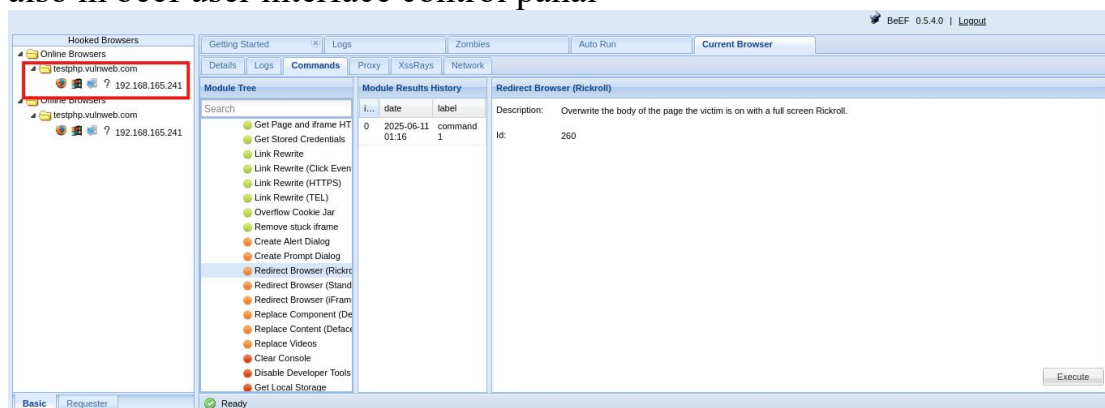 also in beef user interface control panal
BeEF 0.5.4.0 | Logout
Hooked Browsers
Getting Started
Logs
Zombies
Auto Run
Current Browser
Online Browsers
testphp.vulnweb.com
? 192.168.165.241
Offline Browsers
testphp.vulnweb.com
? 192.168.165.241
Details
Logs
Commands
Proxy
XssRays
Network
Module Tree
Search
Get Page and iframe HT
Get Stored Credentials
Link Rewrite
Link Rewrite (Click Even
Link Rewrite (HTTPS)
Link Rewrite (TEL)
Overflow Cookie Jar
Remove stuck iframe
Create Alert Dialog
Create Prompt Dialog
Redirect Browser (Rickro
Redirect Browser (Stand
Redirect Browser (iFram
Replace Component (De
Replace Content (Deface
Replace Videos
Clear Console
Disable Developer Tools
Get Local Storage
Module Results History
i... date label
0 2025-06-11 command
01:16 1
Redirect Browser (Rickroll)
Description: Overwrite the body of the page the victim is on with a full screen Rickroll.
Id: 260
Execute
Basic
Requester
Ready